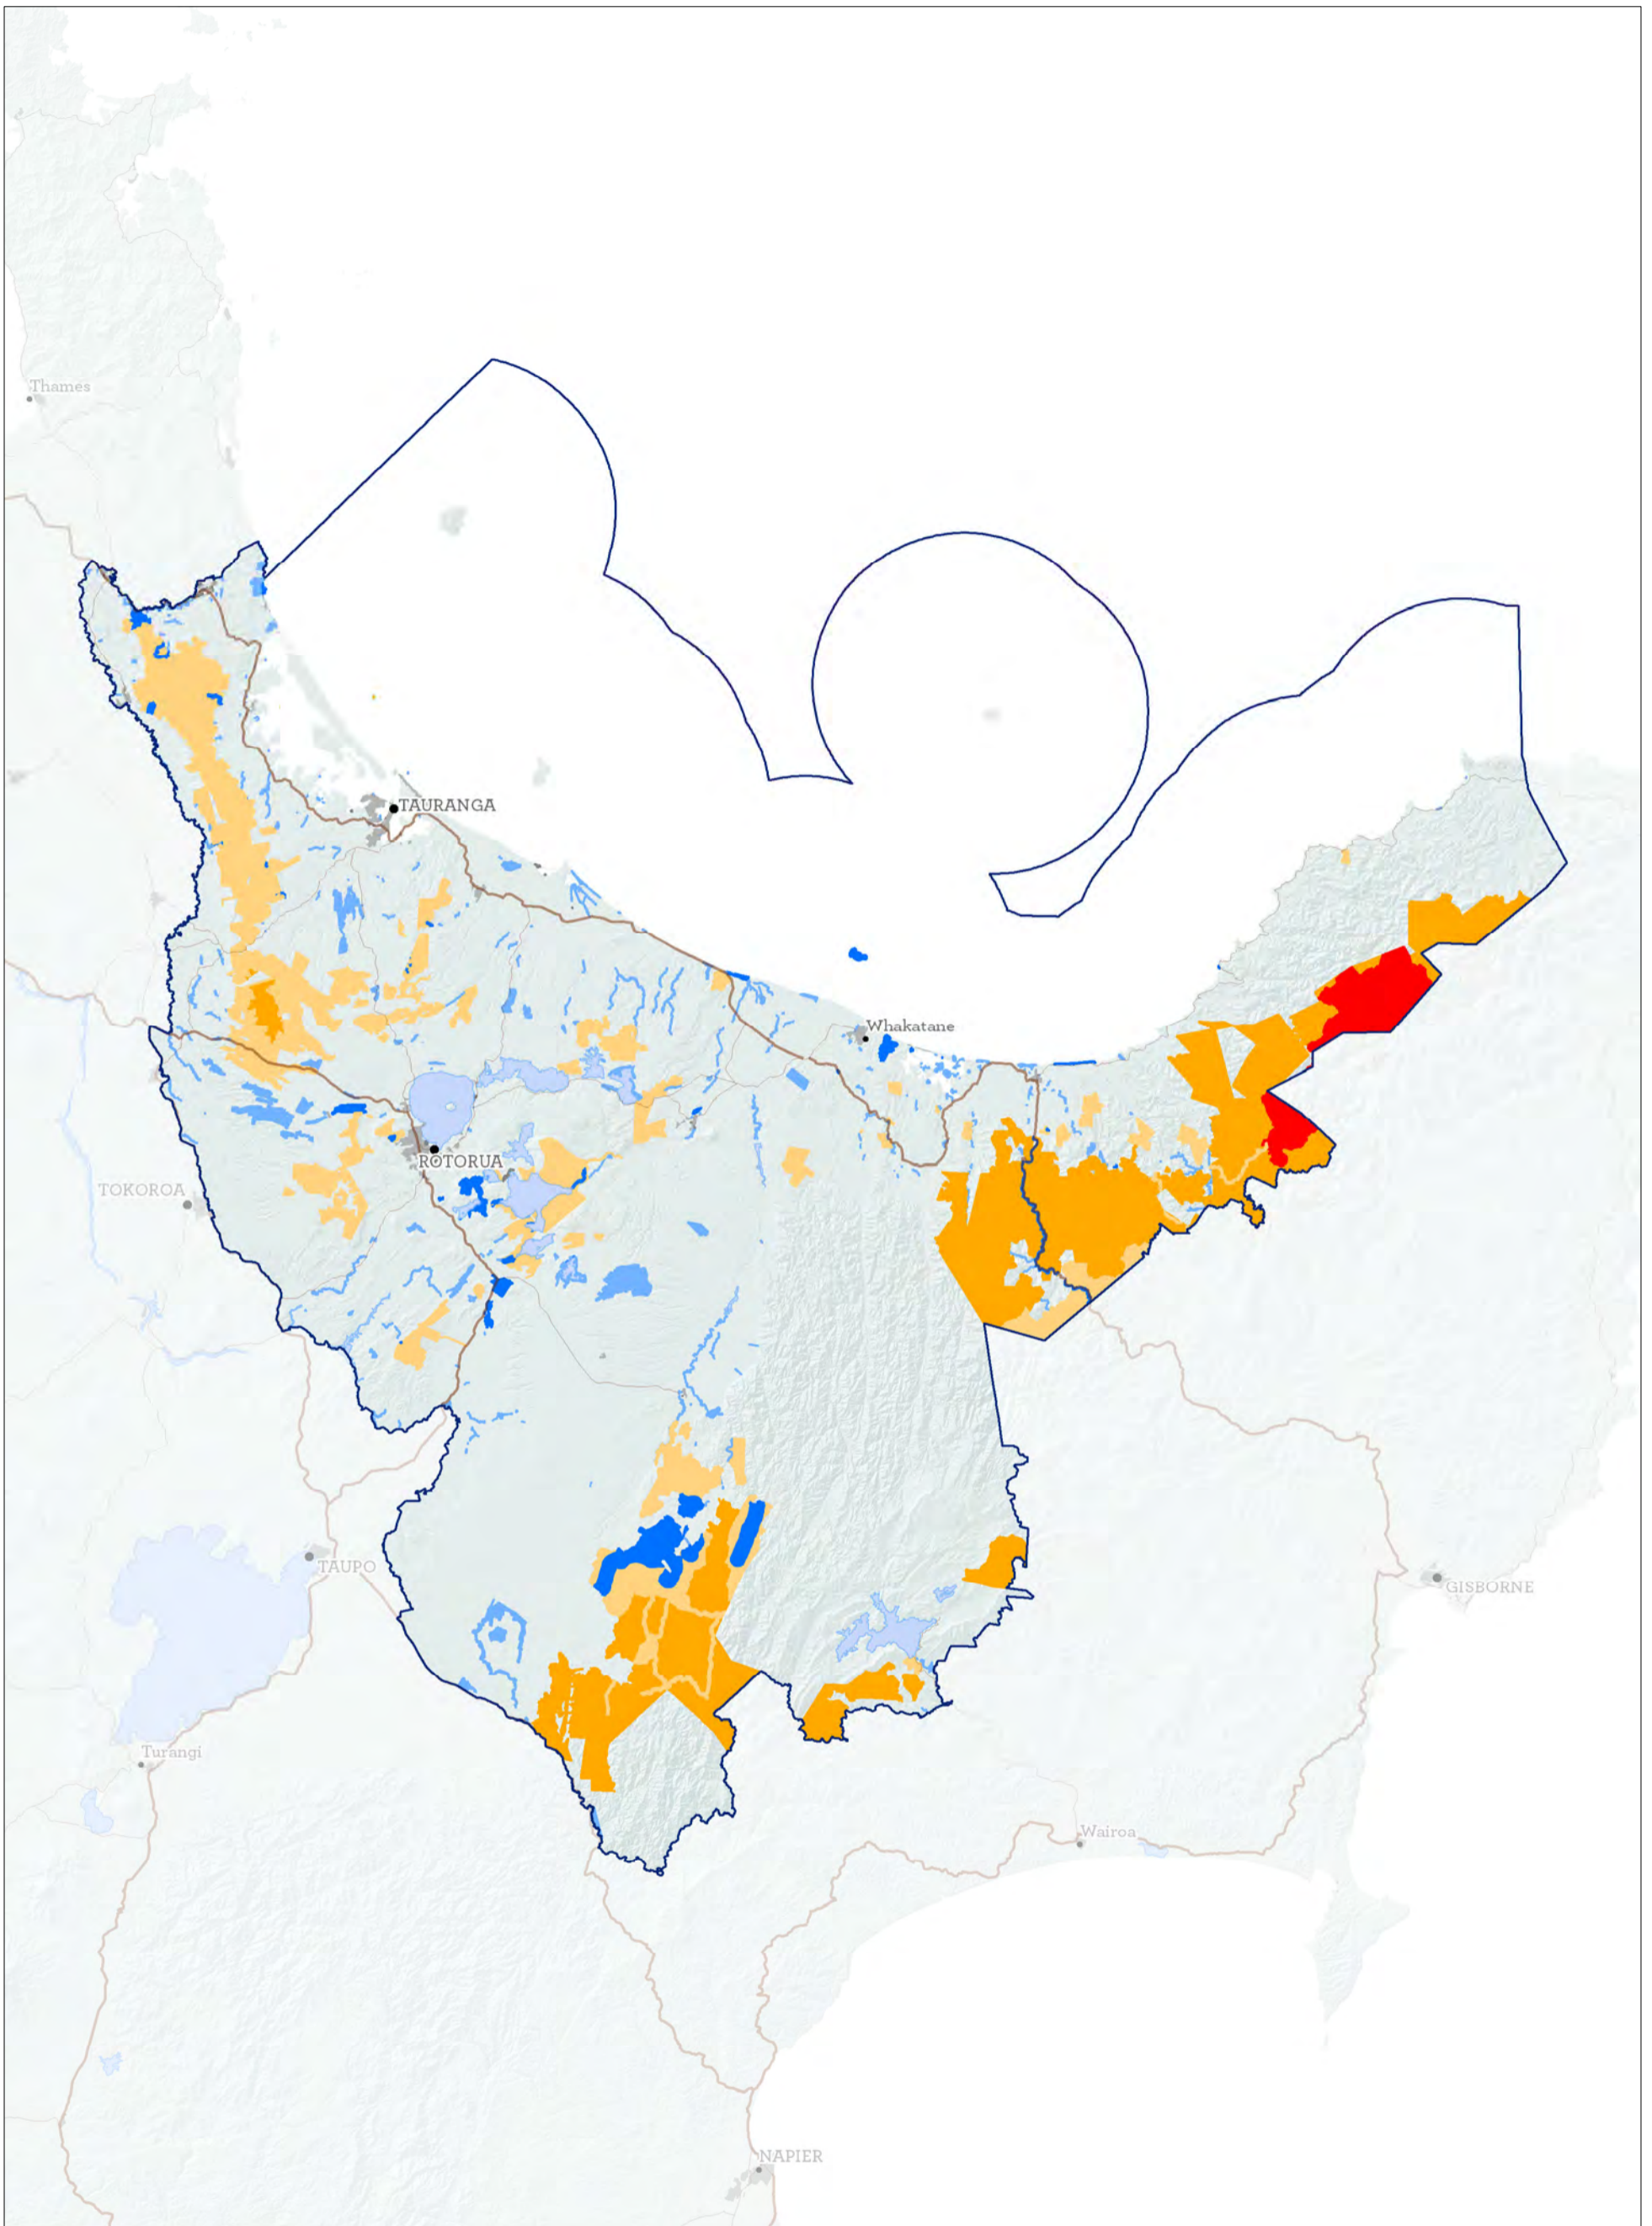 Thames
TAURANGA
Whakatane
ROTORUA
TOKOROA
TAUPO
GISBORNE
Turangi
Wairoa
NAPIER